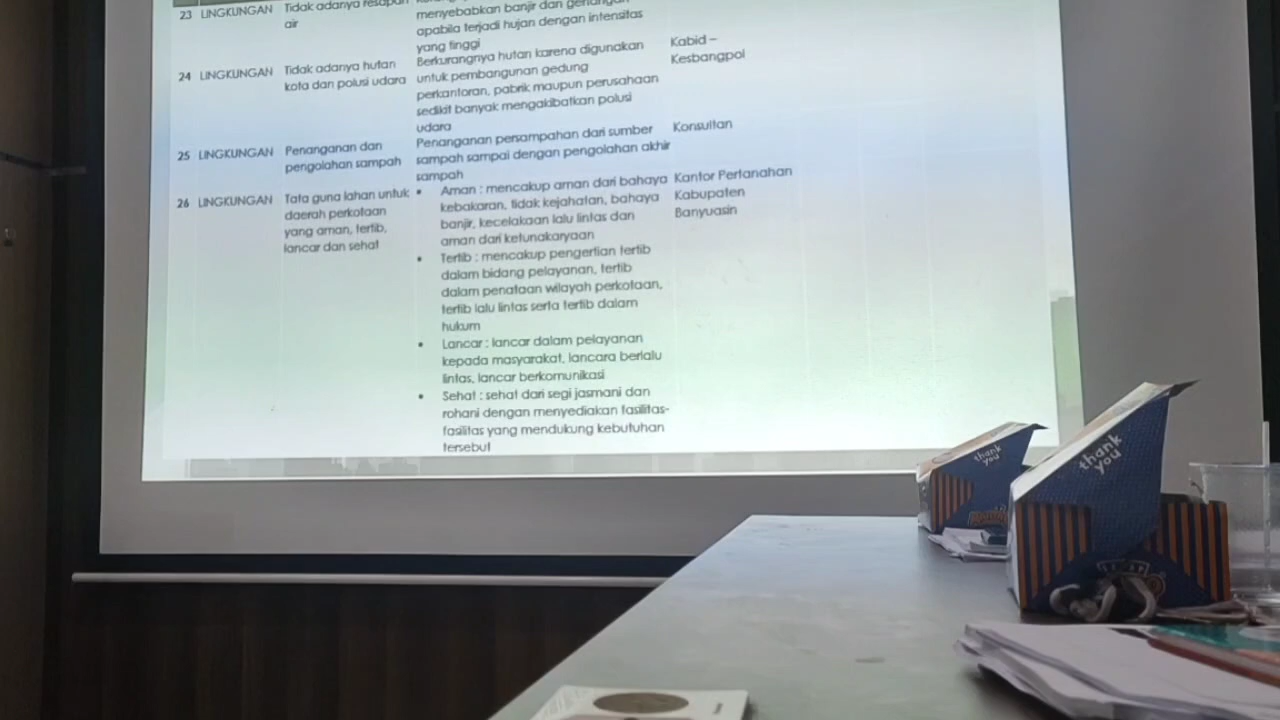 23 LINGKUNGAN Tidak adanya resapan
air
menyebabkan banjir dan genangan
apabila terjadi hujan dengan intensitas
yang tinggi
24 LINGKUNGAN Tidak adanya hutan
kota dan polusi udara
Berkurangnya hutan karena digunakan
untuk pembangunan gedung
perkantoran, pabrik maupun perusahaan
sedikit banyak mengakibatkan polusi
udara
Kabid –
Kesbangpol
25 LINGKUNGAN Penanganan dan
pengolahan sampah
Penanganan persampahan dari sumber
sampah sampai dengan pengolahan akhir
sampah
Konsultan
26 LINGKUNGAN Tata guna lahan untuk
daerah perkotaan
yang aman, tertib,
lancar dan sehat
• Aman : mencakup aman dari bahaya
kebakaran, tidak kejahatan, bahaya
banjir, kecelakaan lalu lintas dan
aman dari ketunakaryaan
• Tertib : mencakup pengertian tertib
dalam bidang pelayanan, tertib
dalam penataan wilayah perkotaan,
tertib lalu lintas serta tertib dalam
hukum
• Lancar : lancar dalam pelayanan
kepada masyarakat, lancara berlalu
lintas, lancar berkomunikasi
• Sehat : sehat dari segi jasmani dan
rohani dengan menyediakan fasilitas-
fasilitas yang mendukung kebutuhan
tersebut
Kantor Pertanahan
Kabupaten
Banyuasin
thank
you
thank
you